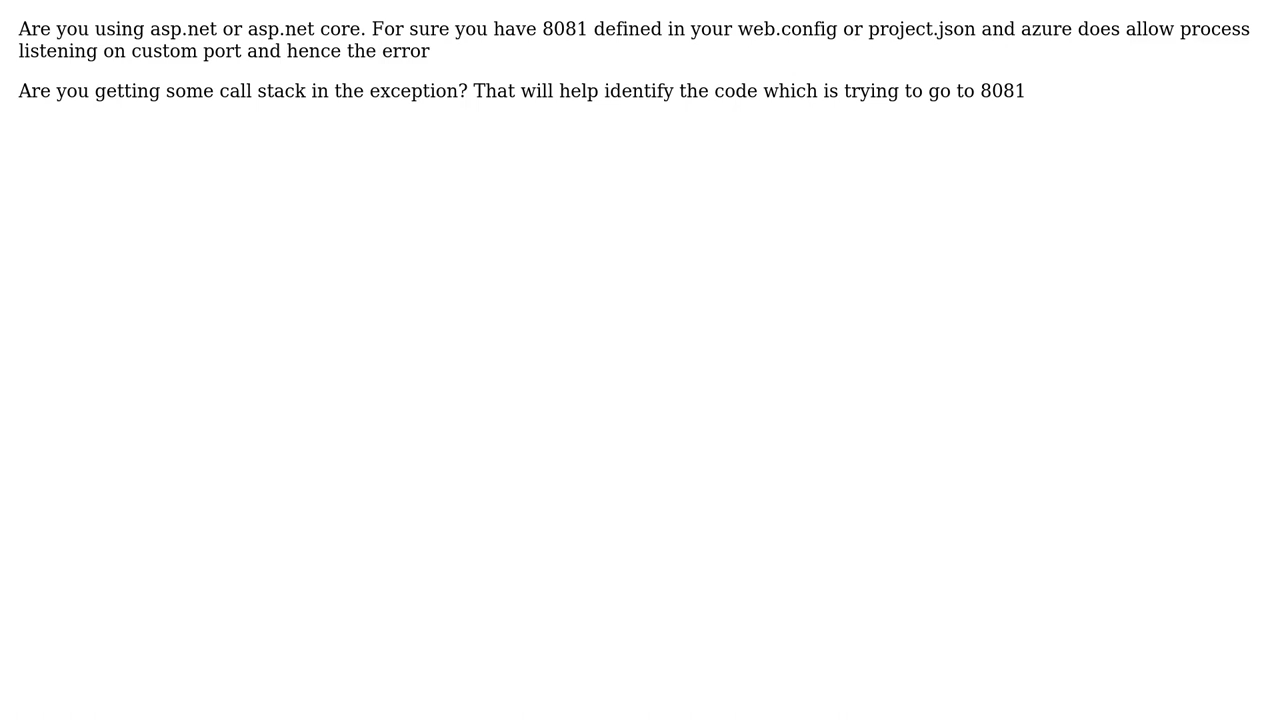 Are you using asp.net or asp.net core. For sure you have 8081 defined in your web.config or project.json and azure does allow process
listening on custom port and hence the error
Are you getting some call stack in the exception? That will help identify the code which is trying to go to 8081